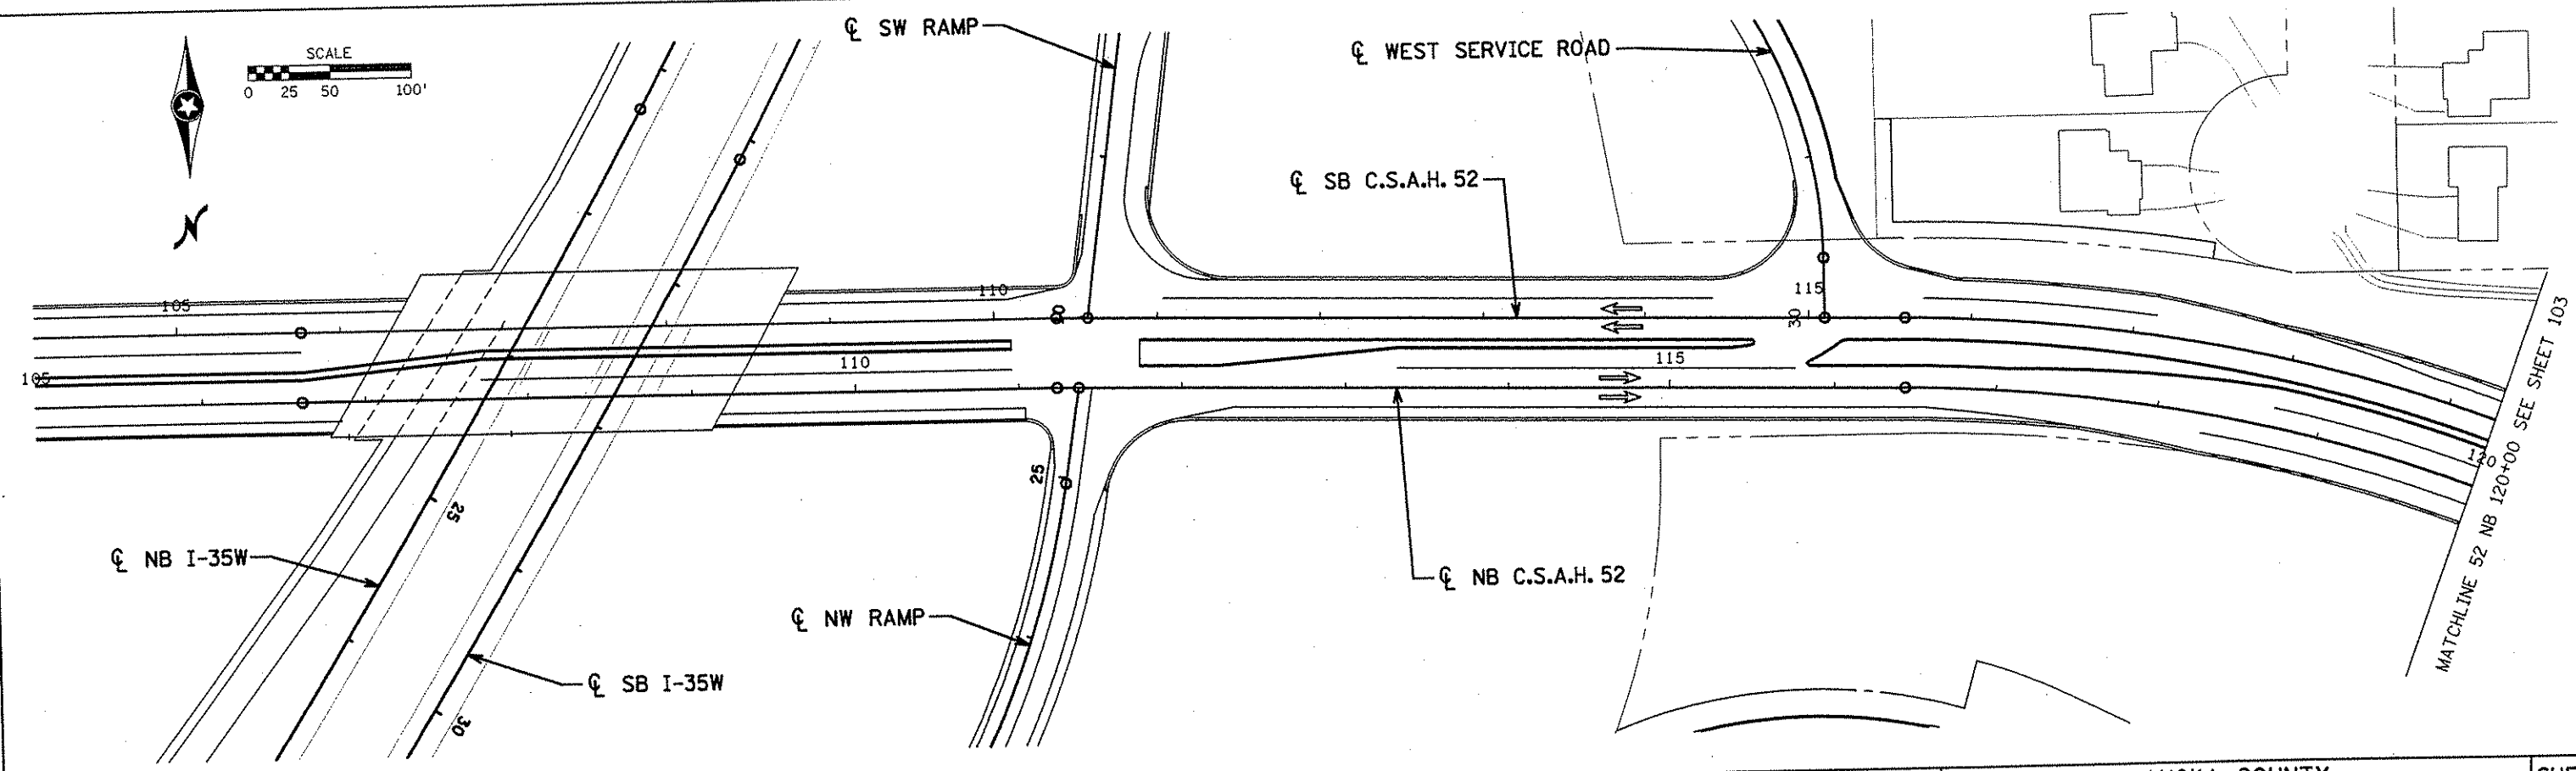 ℄ SW RAMP
℄ WEST SERVICE ROAD
SCALE
0 25 50 100'
℄ SB C.S.A.H. 52
N
105
110
115
30
105
110
115
120
25
25
MATCHLINE 52 NB 120+00 SEE SHEET 103
℄ NB I-35W
℄ NB C.S.A.H. 52
℄ NW RAMP
℄ SB I-35W
30
COUNTY